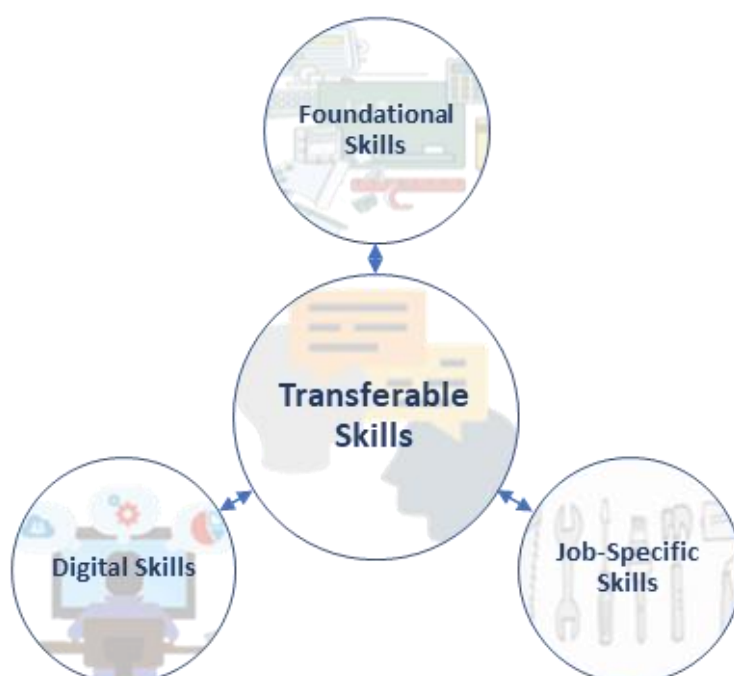 Foundational
Skills
Transferable
Skills
Digital Skills
Job-Specific
Skills